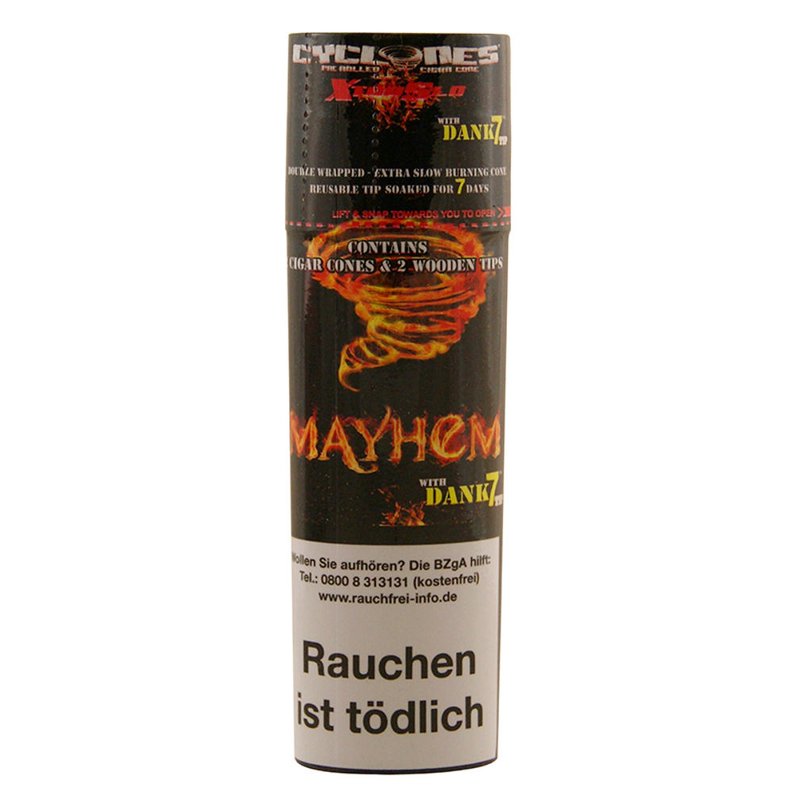 CYCLONES
PRE ROLLED CIGAR CONE
XTRASLO
WITH
DANK7 TIP
DOUBLE WRAPPED - EXTRA SLOW BURNING CONE
REUSABLE TIP SOAKED FOR 7 DAYS
LIFT & SNAP TOWARDS YOU TO OPEN
CONTAINS
CIGAR CONES & 2 WOODEN TIPS
MAYHEM
WITH
DANK7 TIP
Wollen Sie aufhören? Die BZgA hilft:
Tel.: 0800 8 313131 (kostenfrei)
www.rauchfrei-info.de
Rauchen
ist tödlich